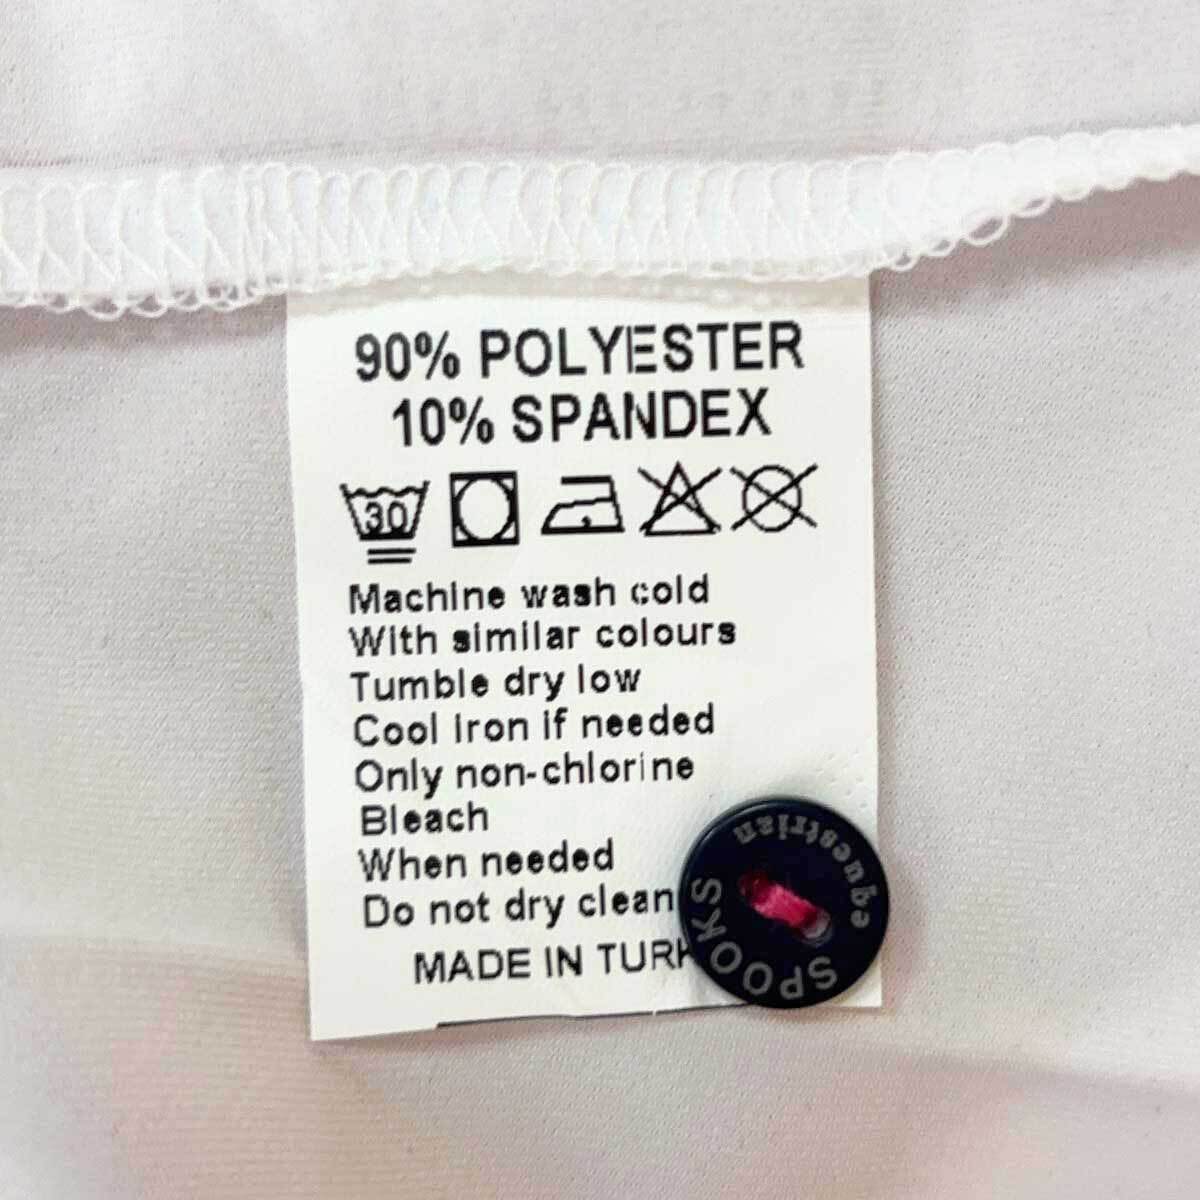 90% POLYESTER
10% SPANDEX
30
Machine wash cold
With similar colours
Tumble dry low
Cool iron if needed
Only non-chlorine
Bleach
When needed
Do not dry clean
MADE IN
SPOOKS
equestrian